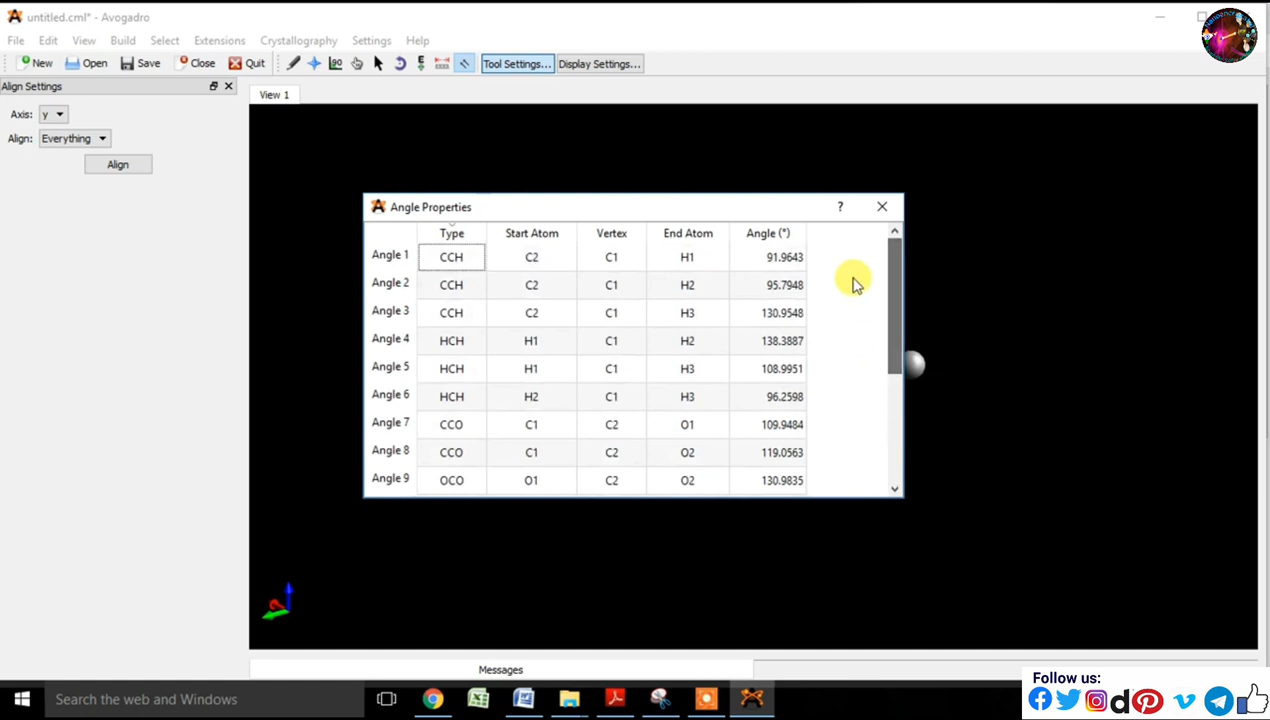 untitled.cml* - Avogadro
File Edit View Build Select Extensions Crystallography Settings Help
New Open Save Close Quit Tool Settings... Display Settings...
Align Settings
View 1
Axis: y
Align: Everything
Align
Angle Properties ?
Type Start Atom Vertex End Atom Angle (°)
Angle 1 CCH C2 C1 H1 91.9643
Angle 2 CCH C2 C1 H2 95.7948
Angle 3 CCH C2 C1 H3 130.9548
Angle 4 HCH H1 C1 H2 138.3887
Angle 5 HCH H1 C1 H3 108.9951
Angle 6 HCH H2 C1 H3 96.2598
Angle 7 CCO C1 C2 O1 109.9484
Angle 8 CCO C1 C2 O2 119.0563
Angle 9 OCO O1 C2 O2 130.9835
Messages
Follow us:
Search the web and Windows